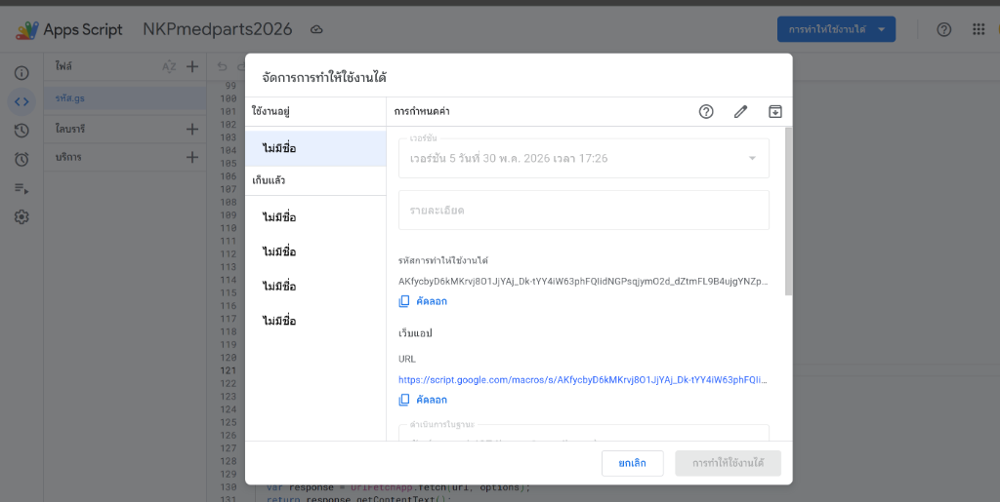 Apps Script NKPmedparts2026 การทำให้ใช้งานได้
ไฟล์
รหัส.gs
ไลบรารี
บริการ
99
100
101
102
103
104
105
106
107
108
109
110
111
112
113
114
115
116
117
118
119
120
121
122
123
124
125
126
127
128
129
130
131
var response = UrlFetchApp.fetch(url, options);
return response.getContentText();
จัดการการทำให้ใช้งานได้
ใช้งานอยู่
ไม่มีชื่อ
เก็บแล้ว
ไม่มีชื่อ
ไม่มีชื่อ
ไม่มีชื่อ
ไม่มีชื่อ
การกำหนดค่า
เวอร์ชัน
เวอร์ชัน 5 วันที่ 30 พ.ค. 2026 เวลา 17:26
รายละเอียด
รหัสการทำให้ใช้งานได้
AKfycbyD6kMKrvj8O1JjYAj_Dk-tYY4iW63phFQIidNGPsqjymO2d_dZtmFL9B4ujgYNZp...
คัดลอก
เว็บแอป
URL
https://script.google.com/macros/s/AKfycbyD6kMKrvj8O1JjYAj_Dk-tYY4iW63phFQIi...
คัดลอก
ดำเนินการในฐานะ
ยกเลิก การทำให้ใช้งานได้